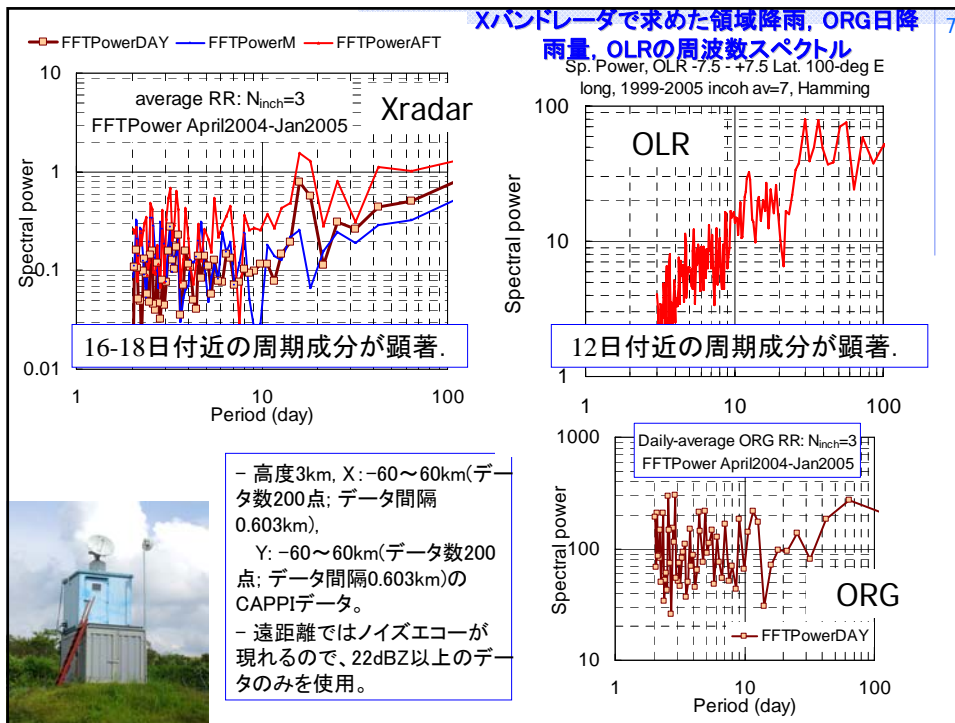 Xバンドレーダで求めた領域降雨, ORG日降
雨量, OLRの周波数スペクトル
7
FFTPowerDAY FFTPowerM FFTPowerAFT
10
1
0.1
0.01
Spectral power
average RR: Ninch=3
FFTPower April2004-Jan2005
Xradar
16-18日付近の周期成分が顕著.
1 10 100
Period (day)
Sp. Power, OLR -7.5 - +7.5 Lat. 100-deg E
long, 1999-2005 incoh av=7, Hamming
100
10
1
Spectral power
OLR
12日付近の周期成分が顕著.
1 10 100
- 高度3km, X:-60~60km(デー
タ数200点; データ間隔
0.603km),
Y: -60~60km(データ数200
点; データ間隔0.603km)の
CAPPIデータ。
- 遠距離ではノイズエコーが
現れるので、22dBZ以上のデー
タのみを使用。
1000
100
10
Spectral power
Daily-average ORG RR: Ninch=3
FFTPower April2004-Jan2005
ORG
FFTPowerDAY
1 10 100
Period (day)